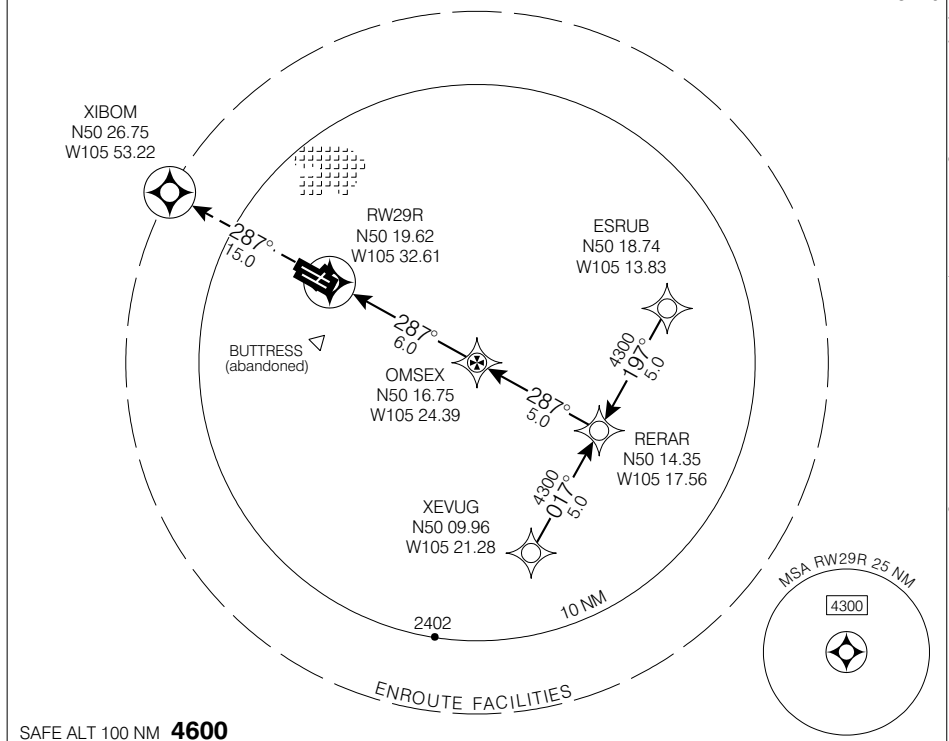 XIBOM
N50 26.75
W105 53.22
287°
15.0
RW29R
N50 19.62
W105 32.61
ESRUB
N50 18.74
W105 13.83
4300
197°
5.0
BUTTRESS
(abandoned)
287°
6.0
OMSEX
N50 16.75
W105 24.39
287°
5.0
RERAR
N50 14.35
W105 17.56
4300
017°
5.0
XEVUG
N50 09.96
W105 21.28
10 NM
2402
ENROUTE FACILITIES
MSA RW29R 25 NM
4300
SAFE ALT 100 NM 4600